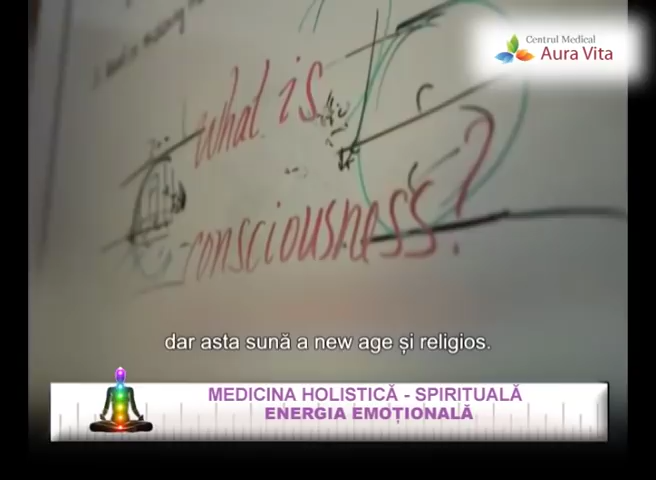 Centrul Medical
Aura Vita
what is
consciousness?
dar asta sună a new age și religios.
MEDICINA HOLISTICĂ - SPIRITUALĂ
ENERGIA EMOȚIONALĂ